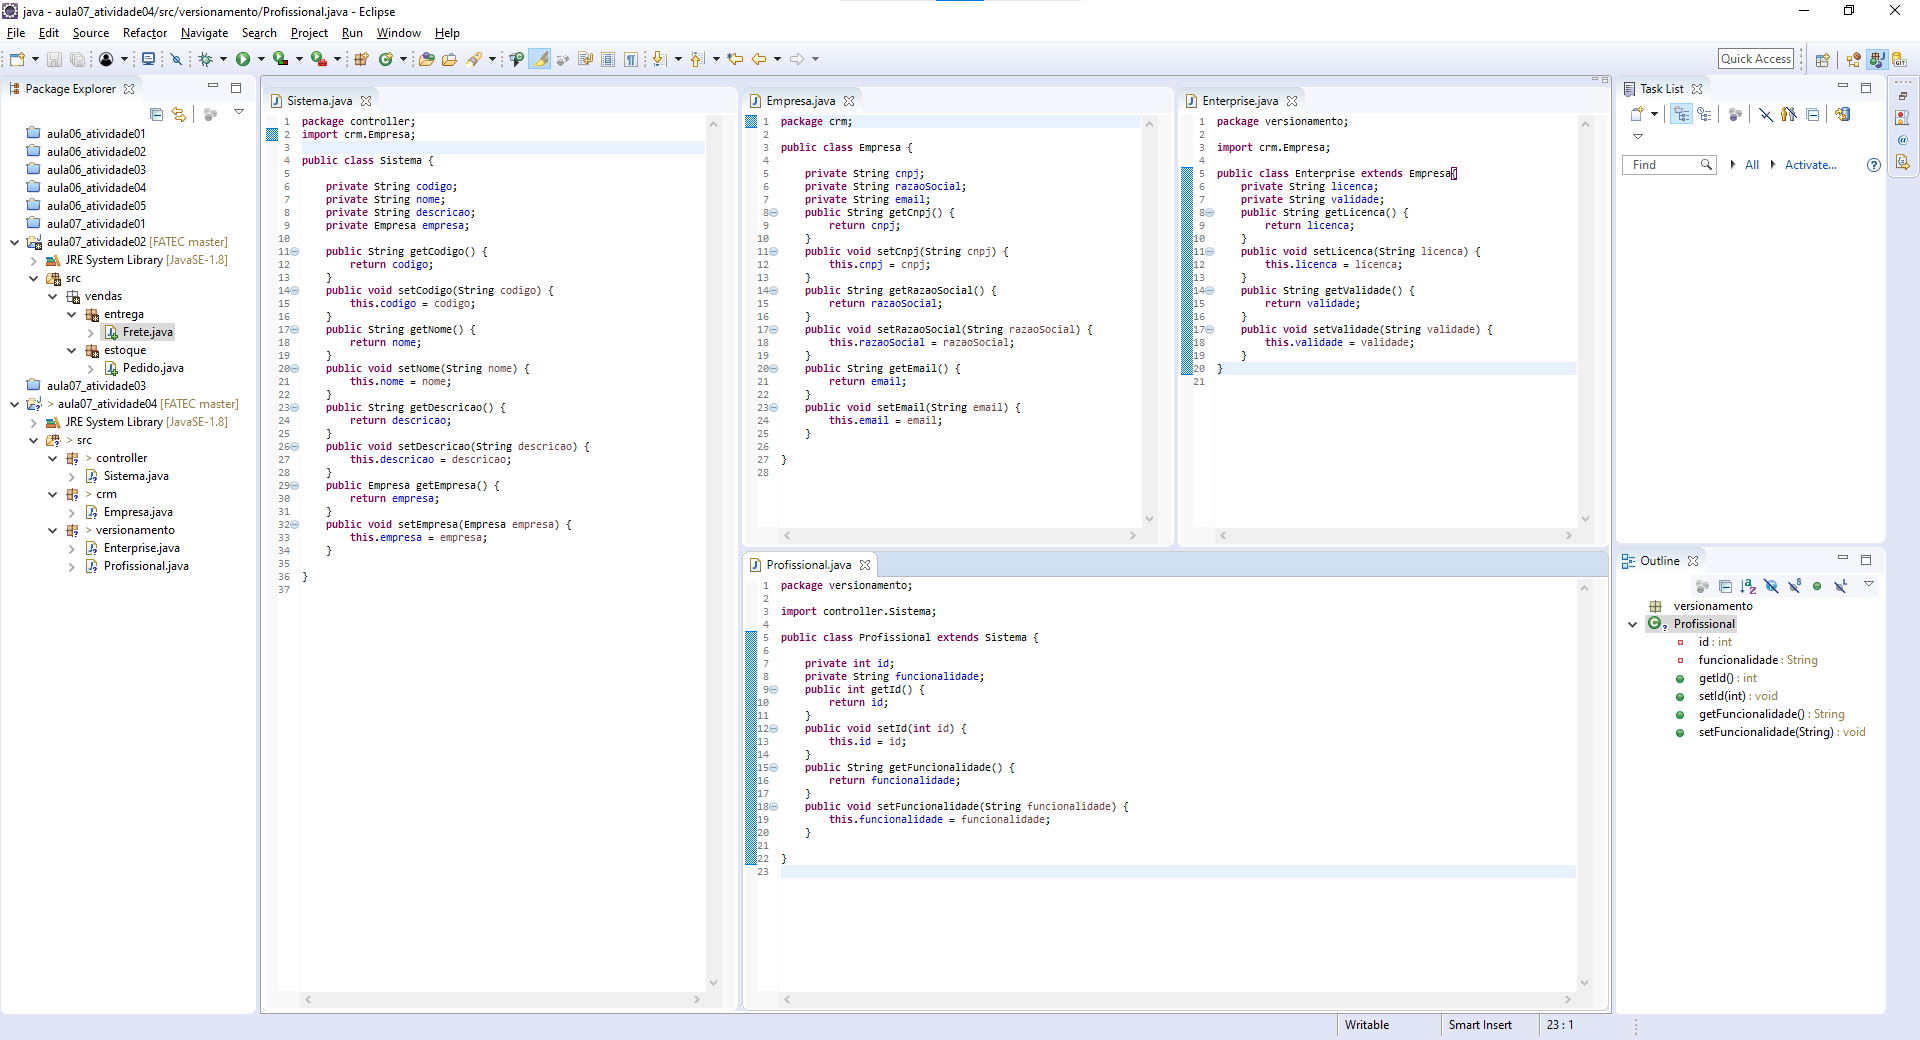 java - aula07_atividade04/src/versionamento/Profissional.java - Eclipse
File Edit Source Refactor Navigate Search Project Run Window Help
Quick Access
Package Explorer
aula06_atividade01
aula06_atividade02
aula06_atividade03
aula06_atividade04
aula06_atividade05
aula07_atividade01
aula07_atividade02 [FATEC master]
JRE System Library [JavaSE-1.8]
src
vendas
entrega
Frete.java
estoque
Pedido.java
aula07_atividade03
> aula07_atividade04 [FATEC master]
JRE System Library [JavaSE-1.8]
> src
> controller
Sistema.java
> crm
Empresa.java
> versionamento
Enterprise.java
Profissional.java
Sistema.java
1 package controller;
2 import crm.Empresa;
3
4 public class Sistema {
5
6 private String codigo;
7 private String nome;
8 private String descricao;
9 private Empresa empresa;
10
11 public String getCodigo() {
12 return codigo;
13 }
14 public void setCodigo(String codigo) {
15 this.codigo = codigo;
16 }
17 public String getNome() {
18 return nome;
19 }
20 public void setNome(String nome) {
21 this.nome = nome;
22 }
23 public String getDescricao() {
24 return descricao;
25 }
26 public void setDescricao(String descricao) {
27 this.descricao = descricao;
28 }
29 public Empresa getEmpresa() {
30 return empresa;
31 }
32 public void setEmpresa(Empresa empresa) {
33 this.empresa = empresa;
34 }
35
36 }
37
Empresa.java
1 package crm;
2
3 public class Empresa {
4
5 private String cnpj;
6 private String razaoSocial;
7 private String email;
8 public String getCnpj() {
9 return cnpj;
10 }
11 public void setCnpj(String cnpj) {
12 this.cnpj = cnpj;
13 }
14 public String getRazaoSocial() {
15 return razaoSocial;
16 }
17 public void setRazaoSocial(String razaoSocial) {
18 this.razaoSocial = razaoSocial;
19 }
20 public String getEmail() {
21 return email;
22 }
23 public void setEmail(String email) {
24 this.email = email;
25 }
26
27 }
28
Enterprise.java
1 package versionamento;
2
3 import crm.Empresa;
4
5 public class Enterprise extends Empresa{
6 private String licenca;
7 private String validade;
8 public String getLicenca() {
9 return licenca;
10 }
11 public void setLicenca(String licenca) {
12 this.licenca = licenca;
13 }
14 public String getValidade() {
15 return validade;
16 }
17 public void setValidade(String validade) {
18 this.validade = validade;
19 }
20 }
21
Profissional.java
1 package versionamento;
2
3 import controller.Sistema;
4
5 public class Profissional extends Sistema {
6
7 private int id;
8 private String funcionalidade;
9 public int getId() {
10 return id;
11 }
12 public void setId(int id) {
13 this.id = id;
14 }
15 public String getFuncionalidade() {
16 return funcionalidade;
17 }
18 public void setFuncionalidade(String funcionalidade) {
19 this.funcionalidade = funcionalidade;
20 }
21
22 }
23
Task List
Find All Activate...
Outline
versionamento
Profissional
id : int
funcionalidade : String
getId() : int
setId(int) : void
getFuncionalidade() : String
setFuncionalidade(String) : void
Writable Smart Insert 23 : 1